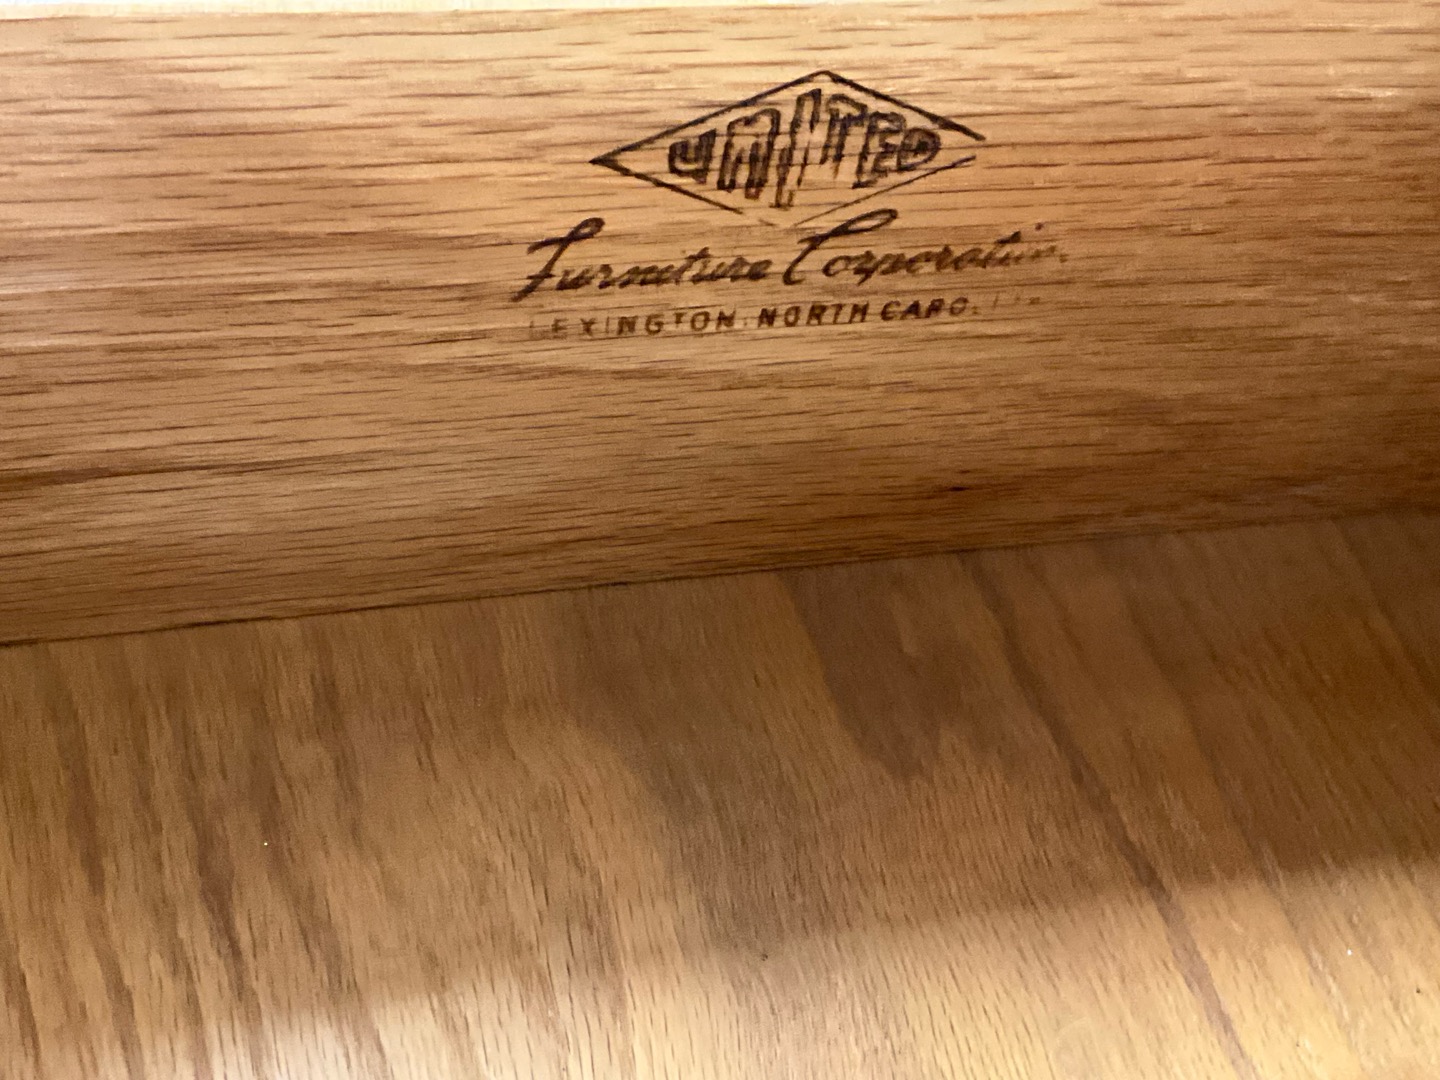 UNITED
Furniture Corporation
LEXINGTON, NORTH CARO